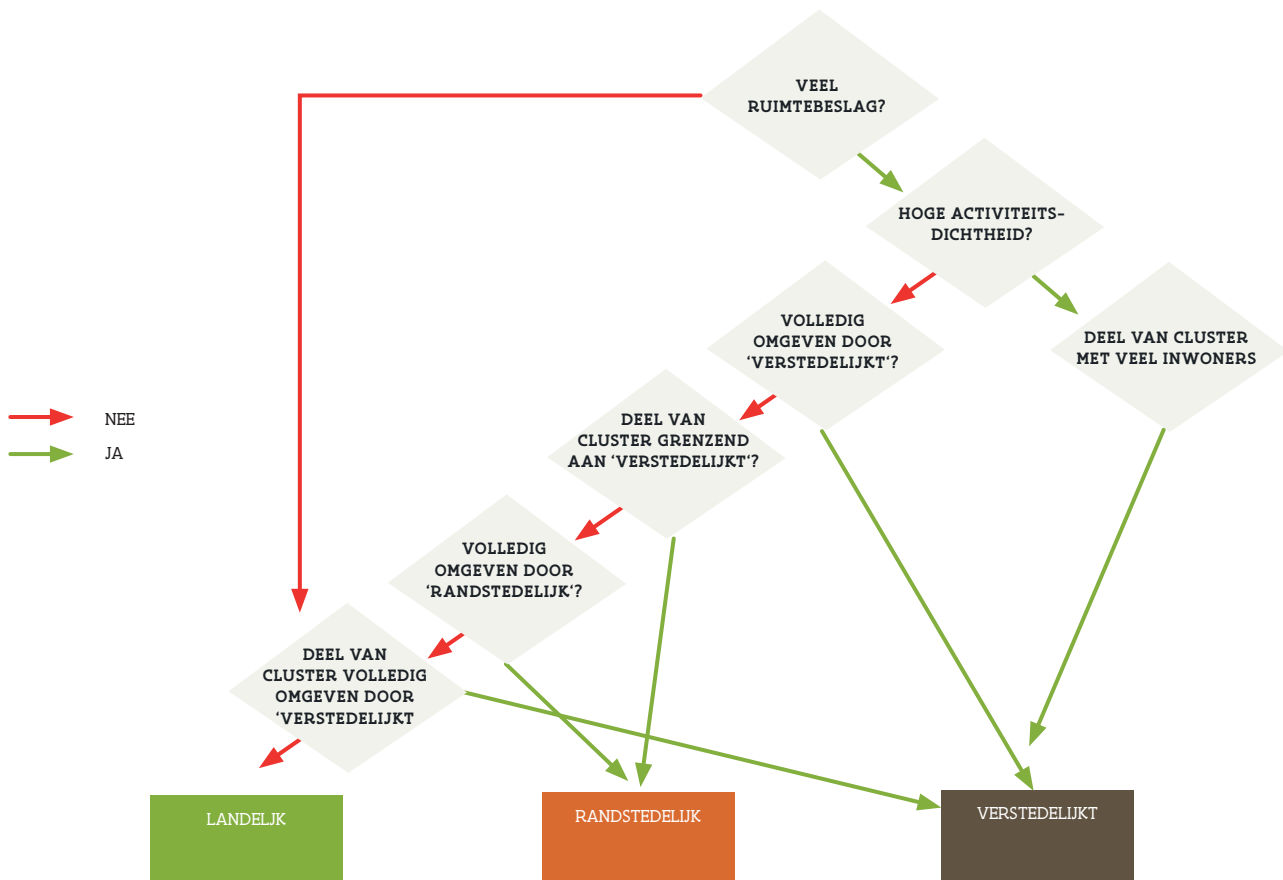 VEEL
RUIMTEBESLAG?
HOGE ACTIVITEITS-
DICHTHEID?
VOLLEDIG
OMGEVEN DOOR
‘VERSTEDELIJKT‘?
DEEL VAN CLUSTER
MET VEEL INWONERS
DEEL VAN
CLUSTER GRENZEND
AAN ‘VERSTEDELIJKT‘?
NEE
JA
VOLLEDIG
OMGEVEN DOOR
‘RANDSTEDELIJK‘?
DEEL VAN
CLUSTER VOLLEDIG
OMGEVEN DOOR
‘VERSTEDELIJKT
LANDELJK
RANDSTEDELIJK
VERSTEDELIJKT